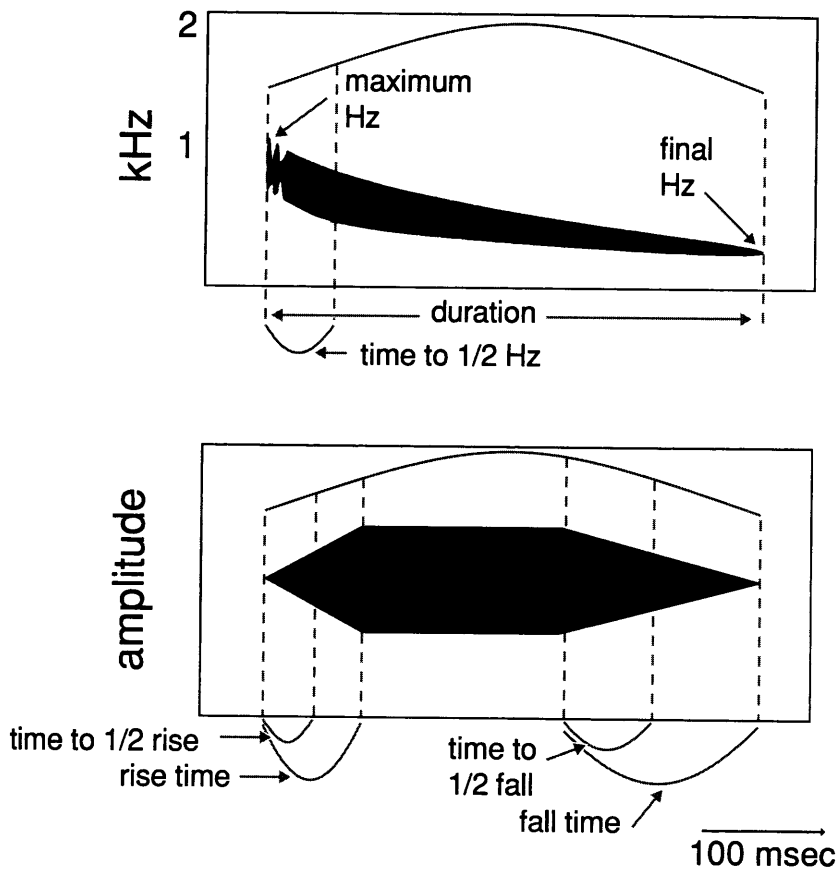 2
maximum
Hz
1
kHz
final
Hz
duration
time to 1/2 Hz
amplitude
time to 1/2 rise
rise time
time to
1/2 fall
fall time
100 msec